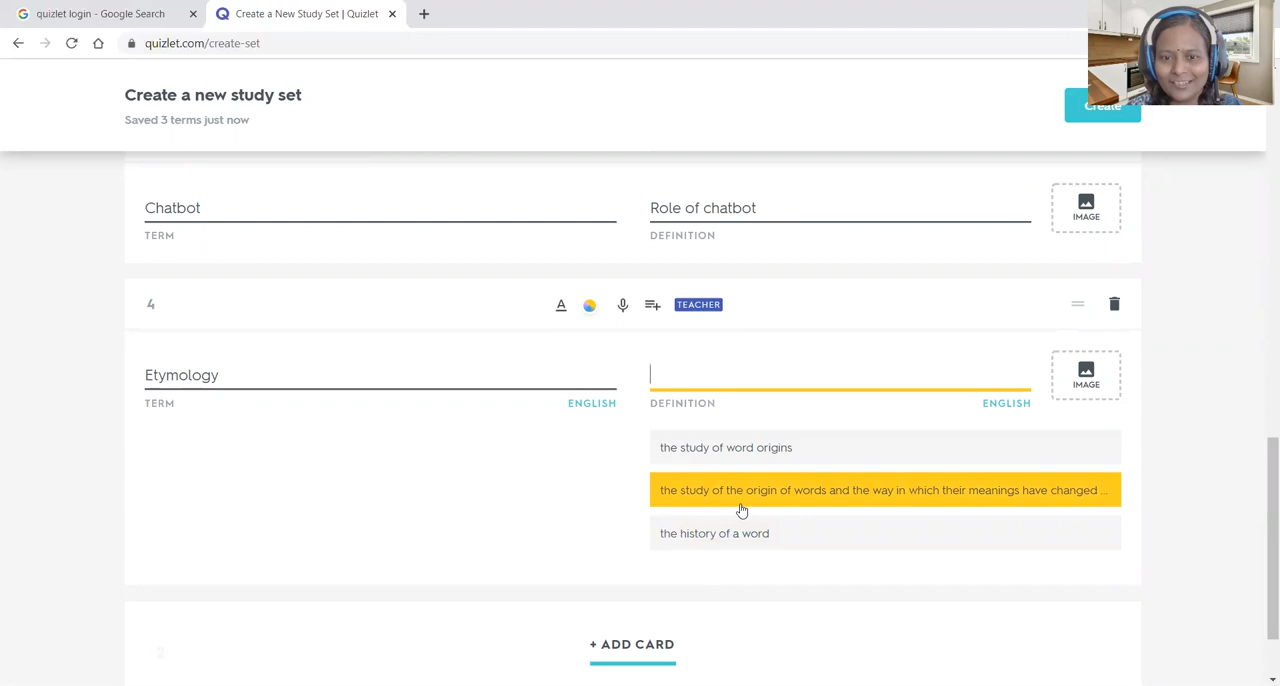 quizlet login - Google Search
Create a New Study Set | Quizlet
quizlet.com/create-set
Create a new study set
Saved 3 terms just now
Create
Chatbot
Role of chatbot
IMAGE
TERM
DEFINITION
4
A
TEACHER
Etymology
IMAGE
TERM
ENGLISH
DEFINITION
ENGLISH
the study of word origins
the study of the origin of words and the way in which their meanings have changed ...
the history of a word
+ ADD CARD